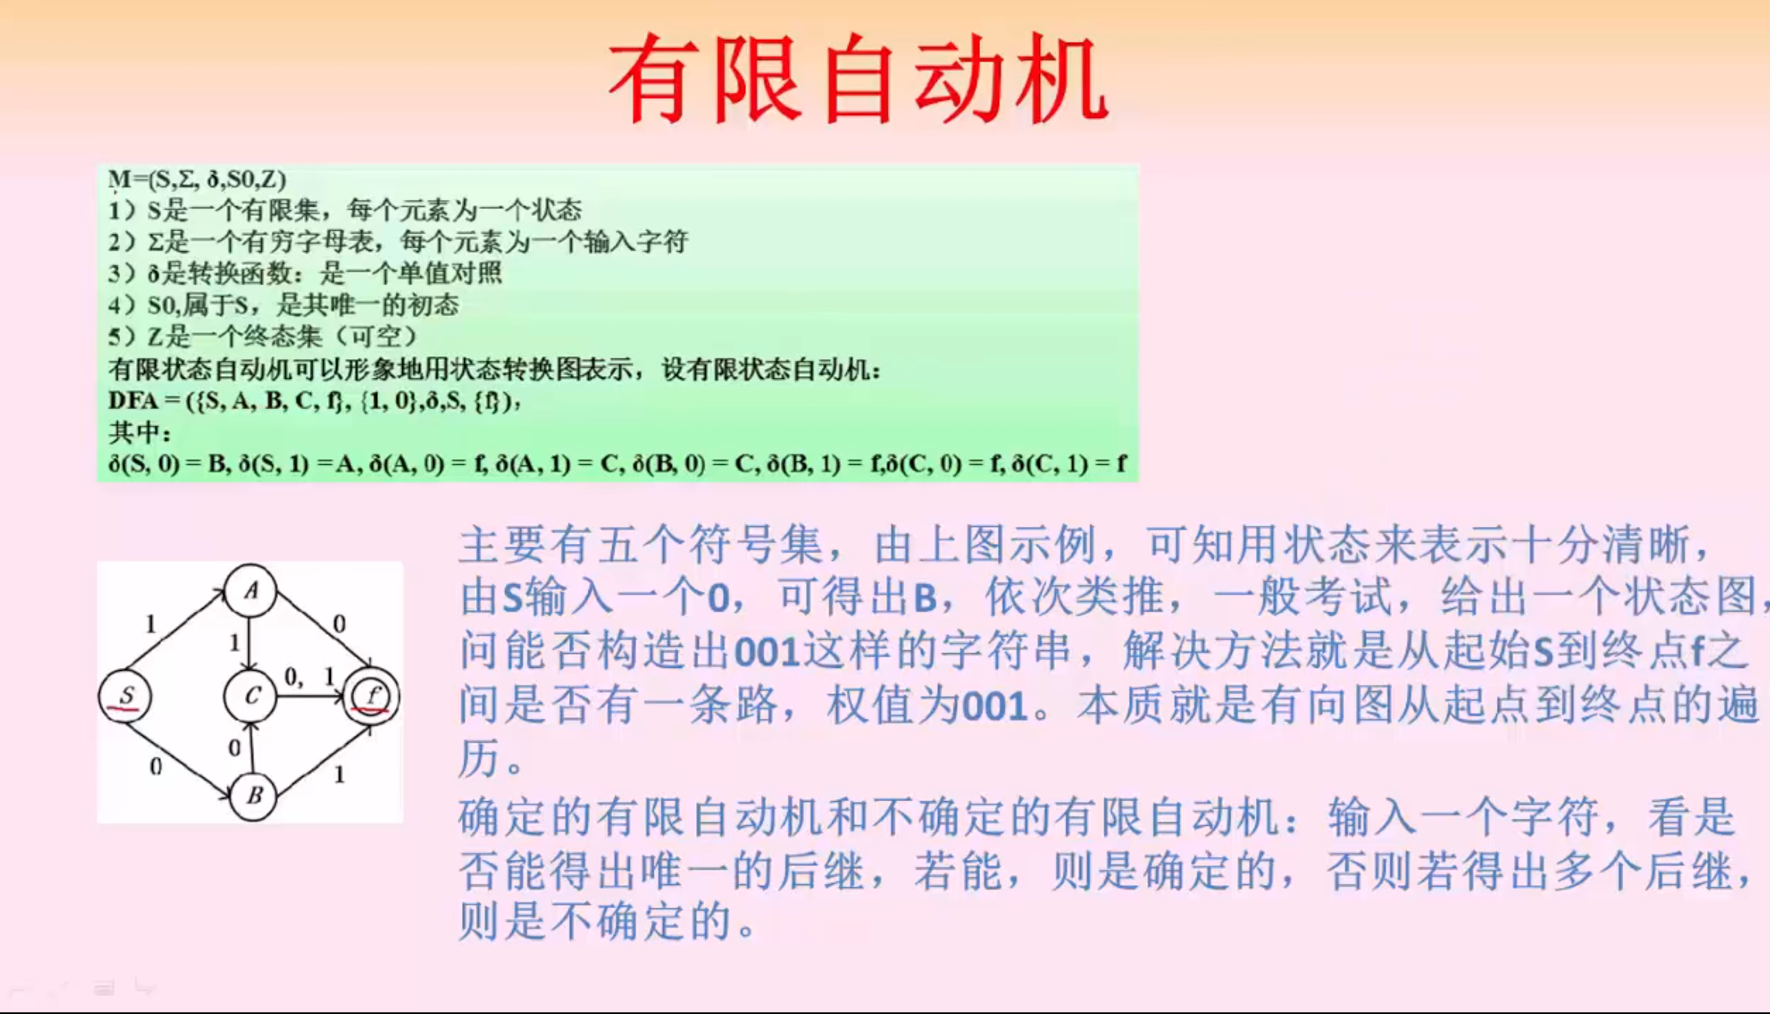 有限自动机
M=(S,Σ, δ,S0,Z)
1）S是一个有限集，每个元素为一个状态
2）Σ是一个有穷字母表，每个元素为一个输入字符
3）δ是转换函数：是一个单值对照
4）S0,属于S，是其唯一的初态
5）Z是一个终态集（可空）
有限状态自动机可以形象地用状态转换图表示，设有限状态自动机：
DFA = ({S, A, B, C, f}, {1, 0},δ,S, {f})，
其中：
δ(S, 0) = B, δ(S, 1) = A, δ(A, 0) = f, δ(A, 1) = C, δ(B, 0) = C, δ(B, 1) = f,δ(C, 0) = f, δ(C, 1) = f
主要有五个符号集，由上图示例，可知用状态来表示十分清晰，
由S输入一个0，可得出B，依次类推，一般考试，给出一个状态图，
问能否构造出001这样的字符串，解决方法就是从起始S到终点f之
间是否有一条路，权值为001。本质就是有向图从起点到终点的遍
历。
确定的有限自动机和不确定的有限自动机：输入一个字符，看是
否能得出唯一的后继，若能，则是确定的，否则若得出多个后继，
则是不确定的。
A
1
0
1
S
C
0, 1
f
0
0
1
B